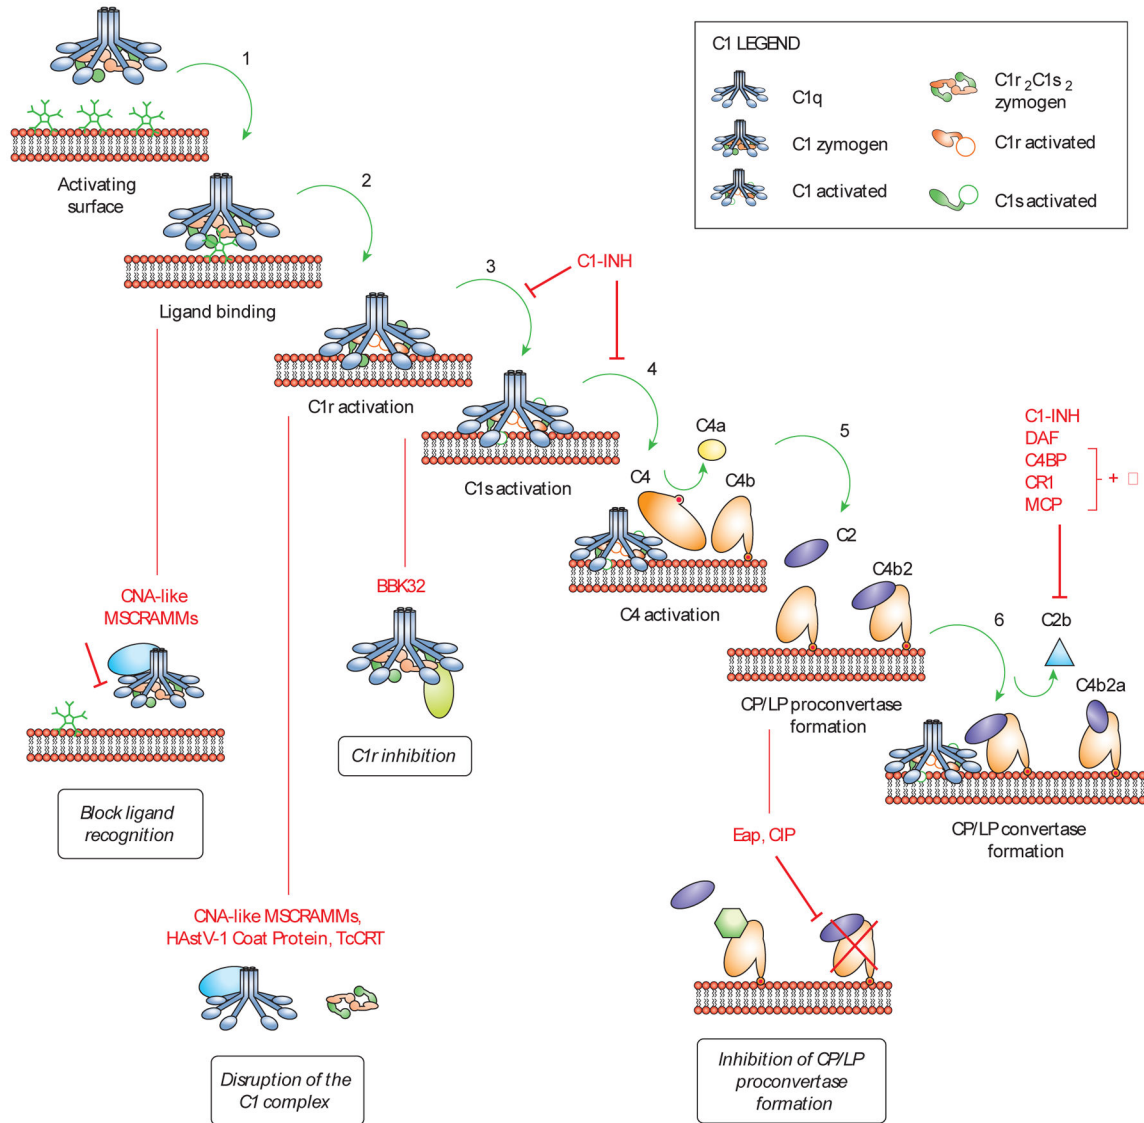 C1 LEGEND
C1q
C1 zymogen
C1 activated
C1r 2C1s 2
zymogen
C1r activated
C1s activated
1
Activating
surface
2
Ligand binding
3
C1-INH
C1r activation
4
C1s activation
C4a
5
C4
C4b
C4 activation
C2
C4b2
CP/LP proconvertase
formation
C1-INH
DAF
C4BP
CR1
MCP
+ □
6
C2b
C4b2a
CP/LP convertase
formation
CNA-like
MSCRAMMs
Block ligand
recognition
BBK32
C1r inhibition
CNA-like MSCRAMMs,
HAstV-1 Coat Protein, TcCRT
Disruption of the
C1 complex
Eap, CIP
Inhibition of CP/LP
proconvertase
formation